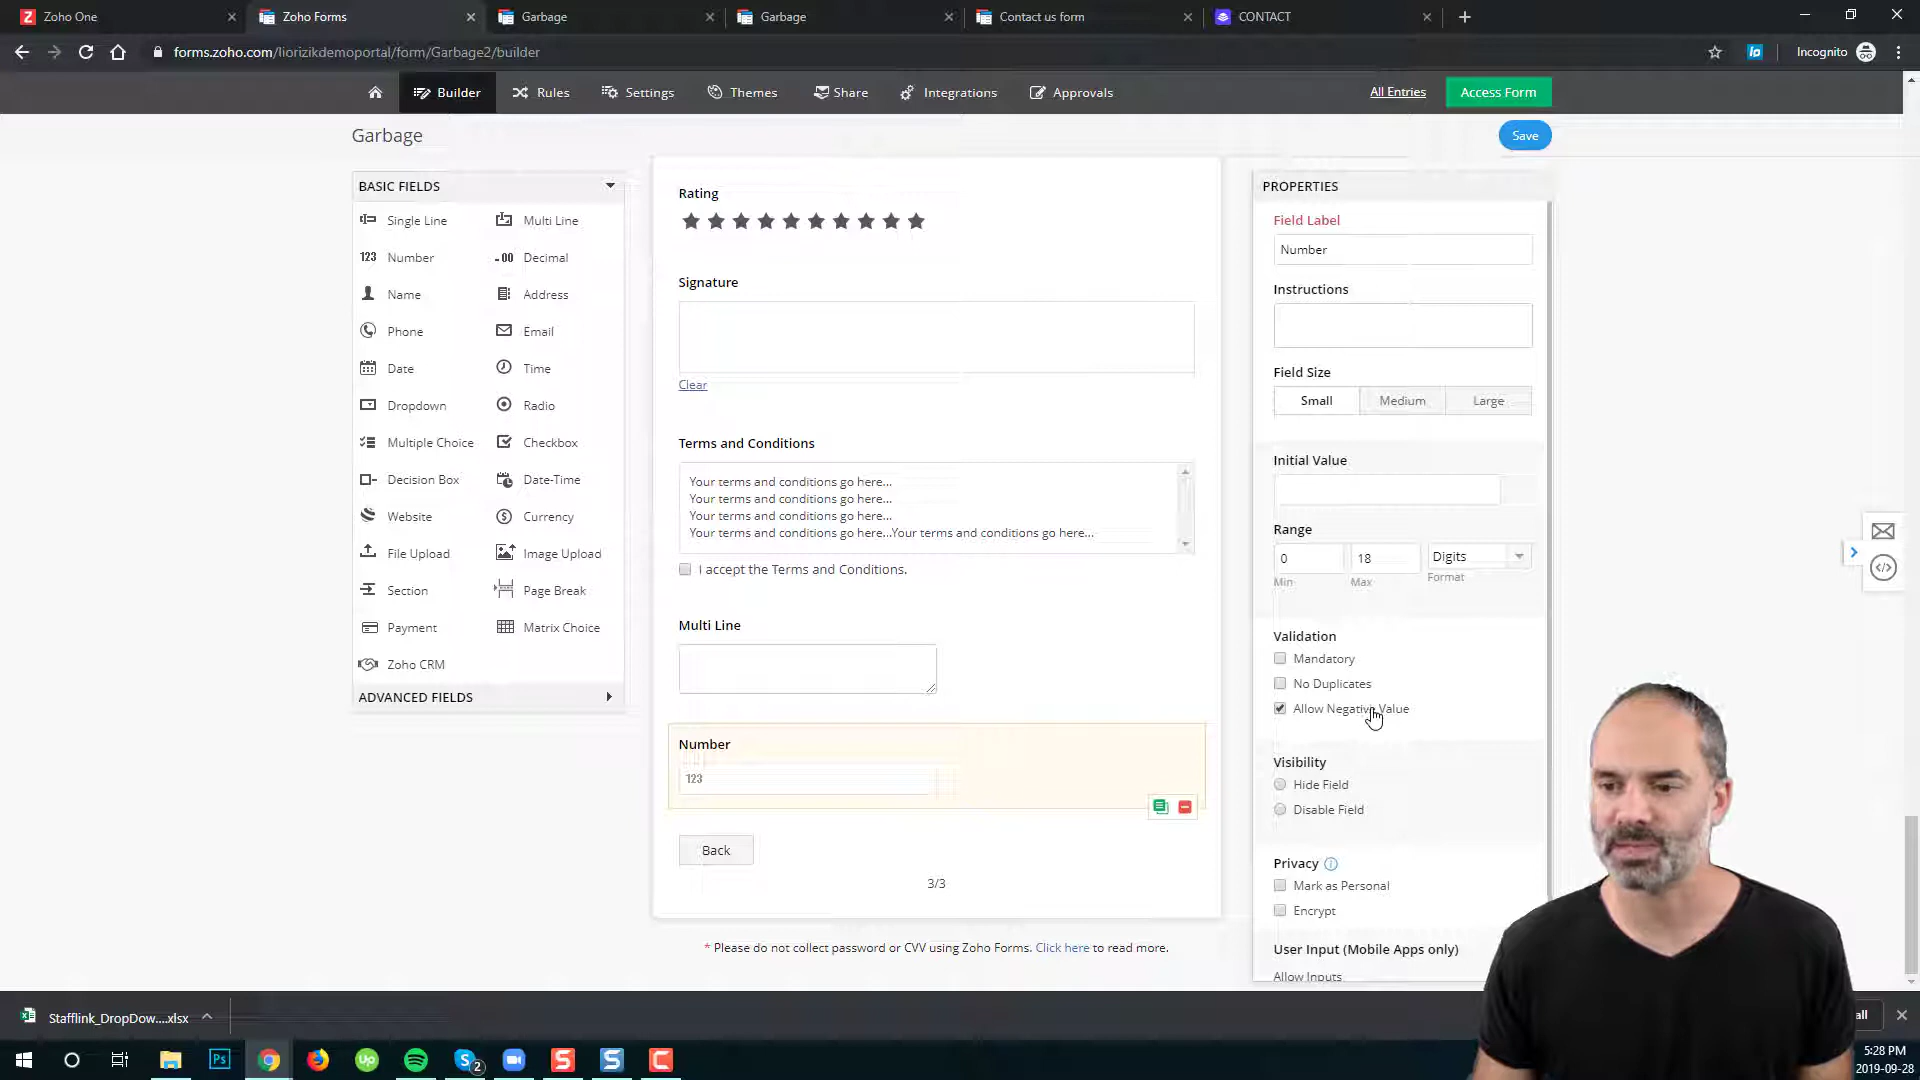 Zoho One
Zoho Forms
Garbage
Garbage
Contact us form
CONTACT
forms.zoho.com/liorizikdemoportal/form/Garbage2/builder
Incognito
Builder
Rules
Settings
Themes
Share
Integrations
Approvals
All Entries
Access Form
Garbage
Save
BASIC FIELDS
Single Line
Multi Line
123 Number
.00 Decimal
Name
Address
Phone
Email
Date
Time
Dropdown
Radio
Multiple Choice
Checkbox
Decision Box
Date-Time
Website
Currency
File Upload
Image Upload
Section
Page Break
Payment
Matrix Choice
Zoho CRM
ADVANCED FIELDS
Rating
Signature
Clear
Terms and Conditions
Your terms and conditions go here...
Your terms and conditions go here...
Your terms and conditions go here...
Your terms and conditions go here...Your terms and conditions go here...
I accept the Terms and Conditions.
Multi Line
Number
123
Back
3/3
* Please do not collect password or CVV using Zoho Forms. Click here to read more.
PROPERTIES
Field Label
Number
Instructions
Field Size
Small
Medium
Large
Initial Value
Range
0
18
Digits
Min
Max
Format
Validation
Mandatory
No Duplicates
Allow Negative Value
Visibility
Hide Field
Disable Field
Privacy
Mark as Personal
Encrypt
User Input (Mobile Apps only)
Allow Inputs
Stafflink_DropDow....xlsx
all
Ps
Up
2
5:28 PM
2019-09-28